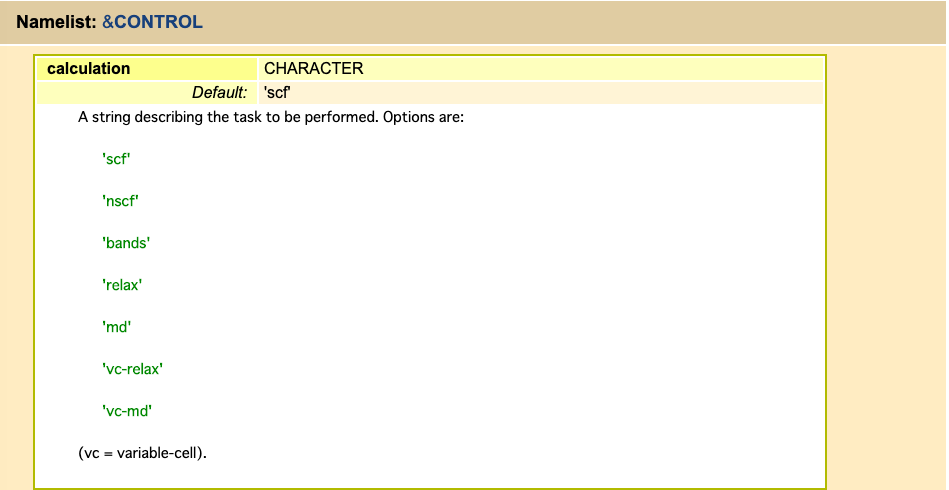 Namelist: &CONTROL
calculation CHARACTER
Default: 'scf'
A string describing the task to be performed. Options are:
'scf'
'nscf'
'bands'
'relax'
'md'
'vc-relax'
'vc-md'
(vc = variable-cell).